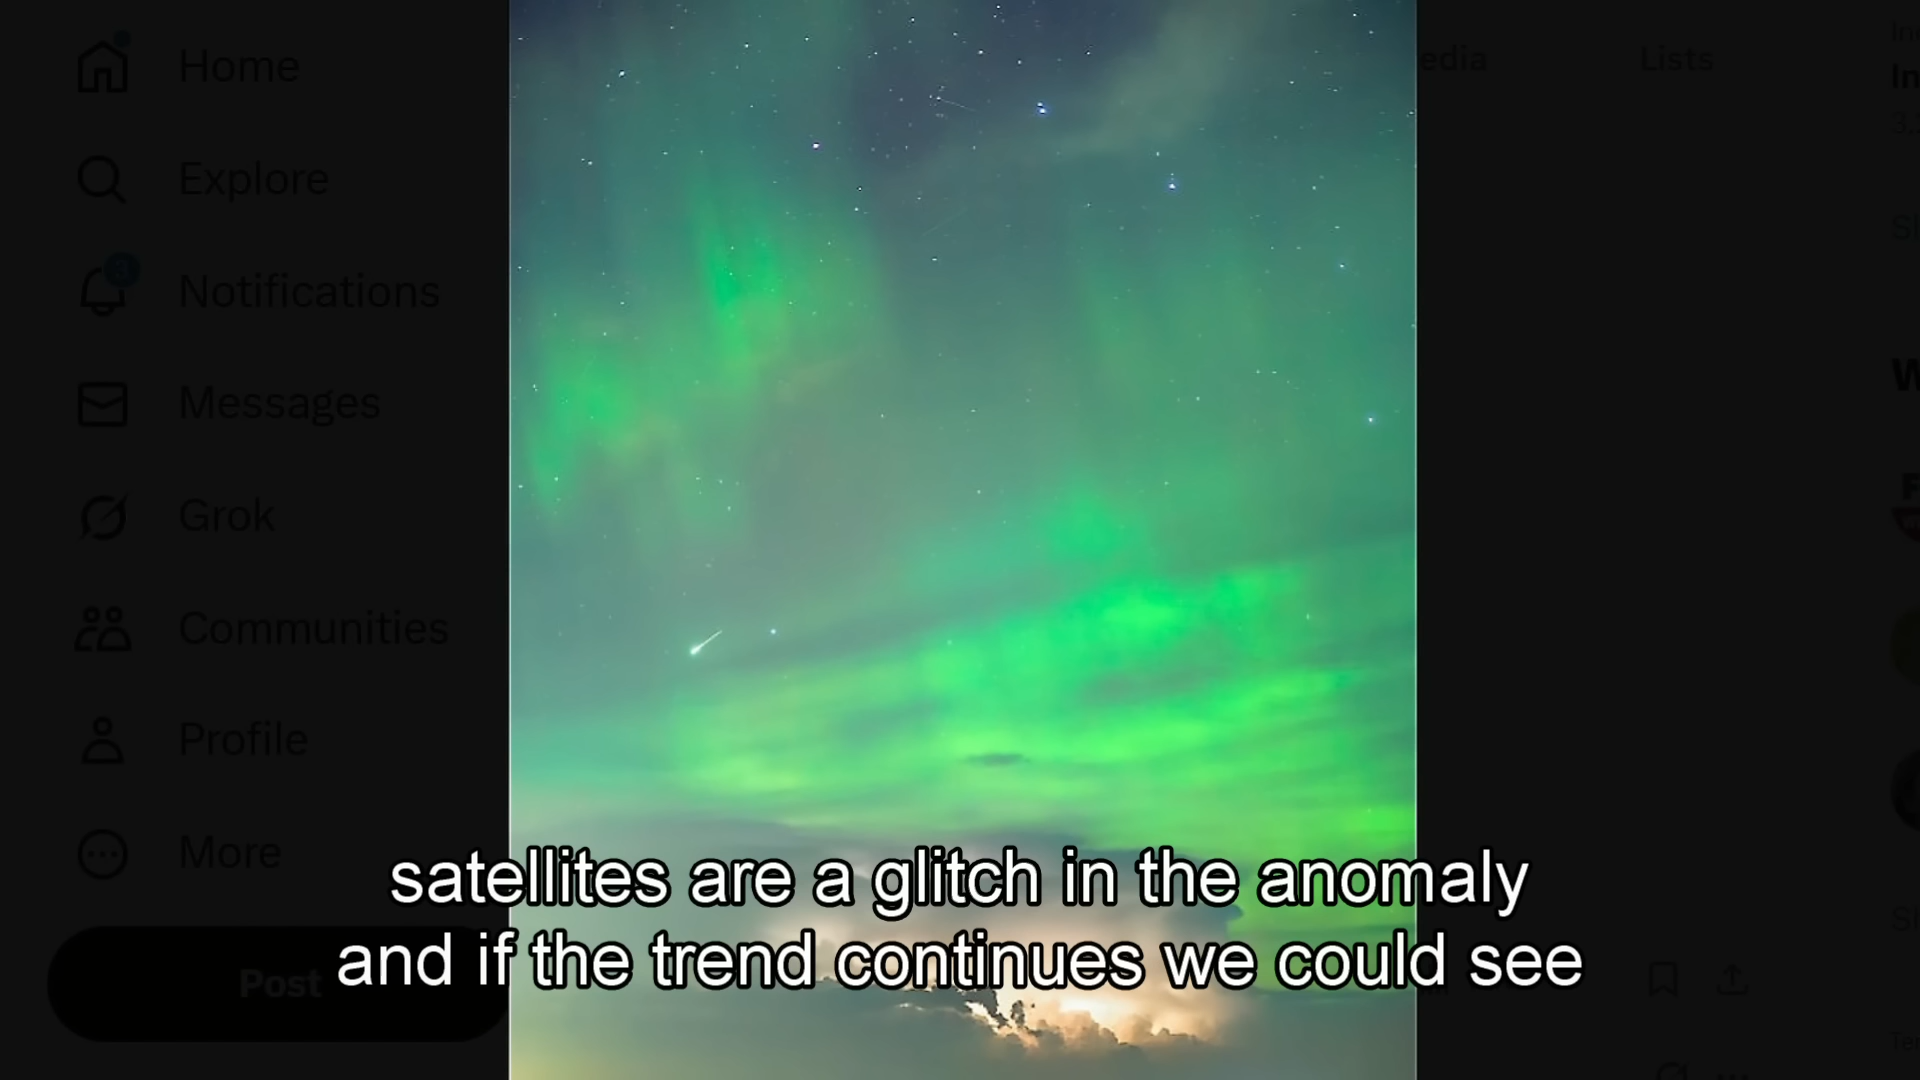 Home
Explore
Notifications
Messages
Grok
Communities
Profile
More
Post
Lists
satellites are a glitch in the anomaly
and if the trend continues we could see